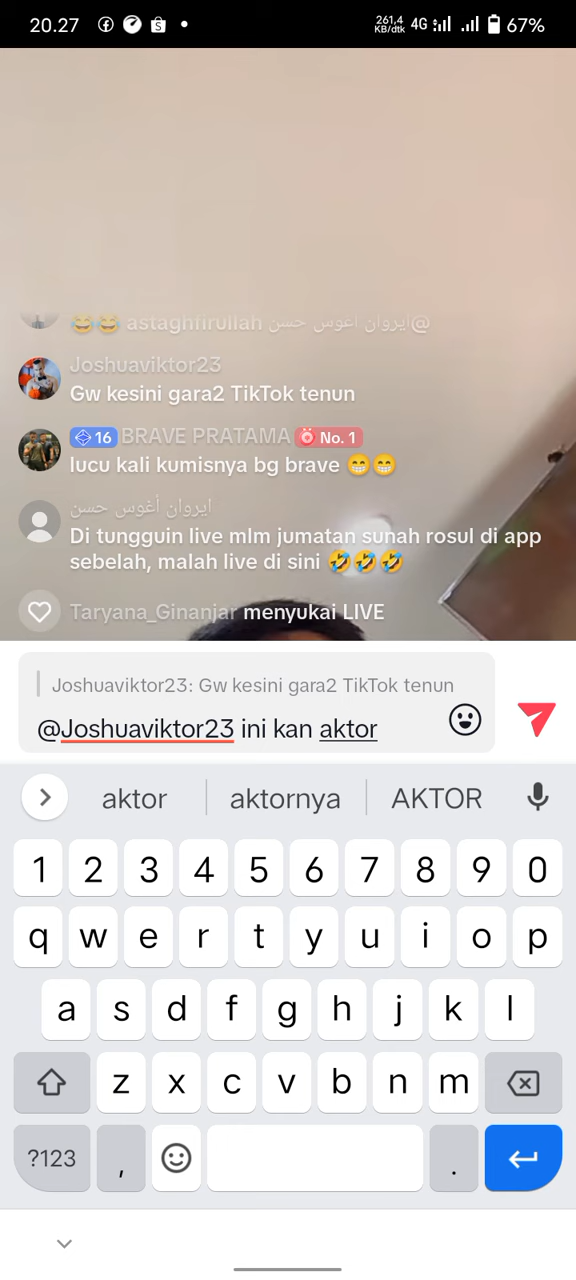 20.27 261,4 KB/dtk 4G 67%
😂😂 astaghfirullah ايروان أغوس حسن@
Joshuaviktor23
Gw kesini gara2 TikTok tenun
16 BRAVE PRATAMA No. 1
lucu kali kumisnya bg brave 😁😁
ايروان أغوس حسن
Di tungguin live mlm jumatan sunah rosul di app
sebelah, malah live di sini 🤣🤣🤣
Taryana_Ginanjar menyukai LIVE
Joshuaviktor23: Gw kesini gara2 TikTok tenun
@Joshuaviktor23 ini kan aktor
aktor aktornya AKTOR
1 2 3 4 5 6 7 8 9 0
q w e r t y u i o p
a s d f g h j k l
z x c v b n m
?123 , .